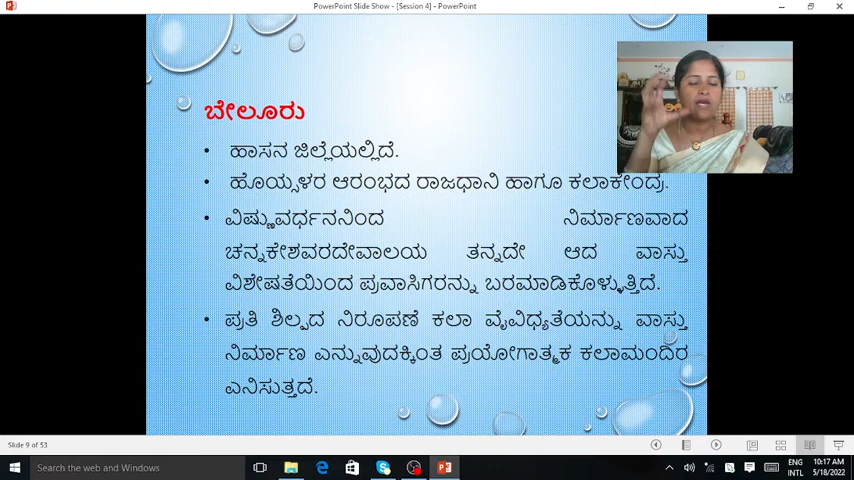 PowerPoint Slide Show - [Session 4] - PowerPoint
ಬೇಲೂರು
• ಹಾಸನ ಜಿಲ್ಲೆಯಲ್ಲಿದೆ.
• ಹೊಯ್ಸಳರ ಆರಂಭದ ರಾಜಧಾನಿ ಹಾಗೂ ಕಲಾಕೇಂದ್ರ.
• ವಿಷ್ಣುವರ್ಧನನಿಂದ ನಿರ್ಮಾಣವಾದ
ಚನ್ನಕೇಶವರದೇವಾಲಯ ತನ್ನದೇ ಆದ ವಾಸ್ತು
ವಿಶೇಷತೆಯಿಂದ ಪ್ರವಾಸಿಗರನ್ನು ಬರಮಾಡಿಕೊಳ್ಳುತ್ತಿದೆ.
• ಪ್ರತಿ ಶಿಲ್ಪದ ನಿರೂಪಣೆ ಕಲಾ ವೈವಿಧ್ಯತೆಯನ್ನು ವಾಸ್ತು
ನಿರ್ಮಾಣ ಎನ್ನುವುದಕ್ಕಿಂತ ಪ್ರಯೋಗಾತ್ಮಕ ಕಲಾಮಂದಿರ
ಎನಿಸುತ್ತದೆ.
Slide 9 of 53
Search the web and Windows
ENG
INTL
10:17 AM
5/18/2022